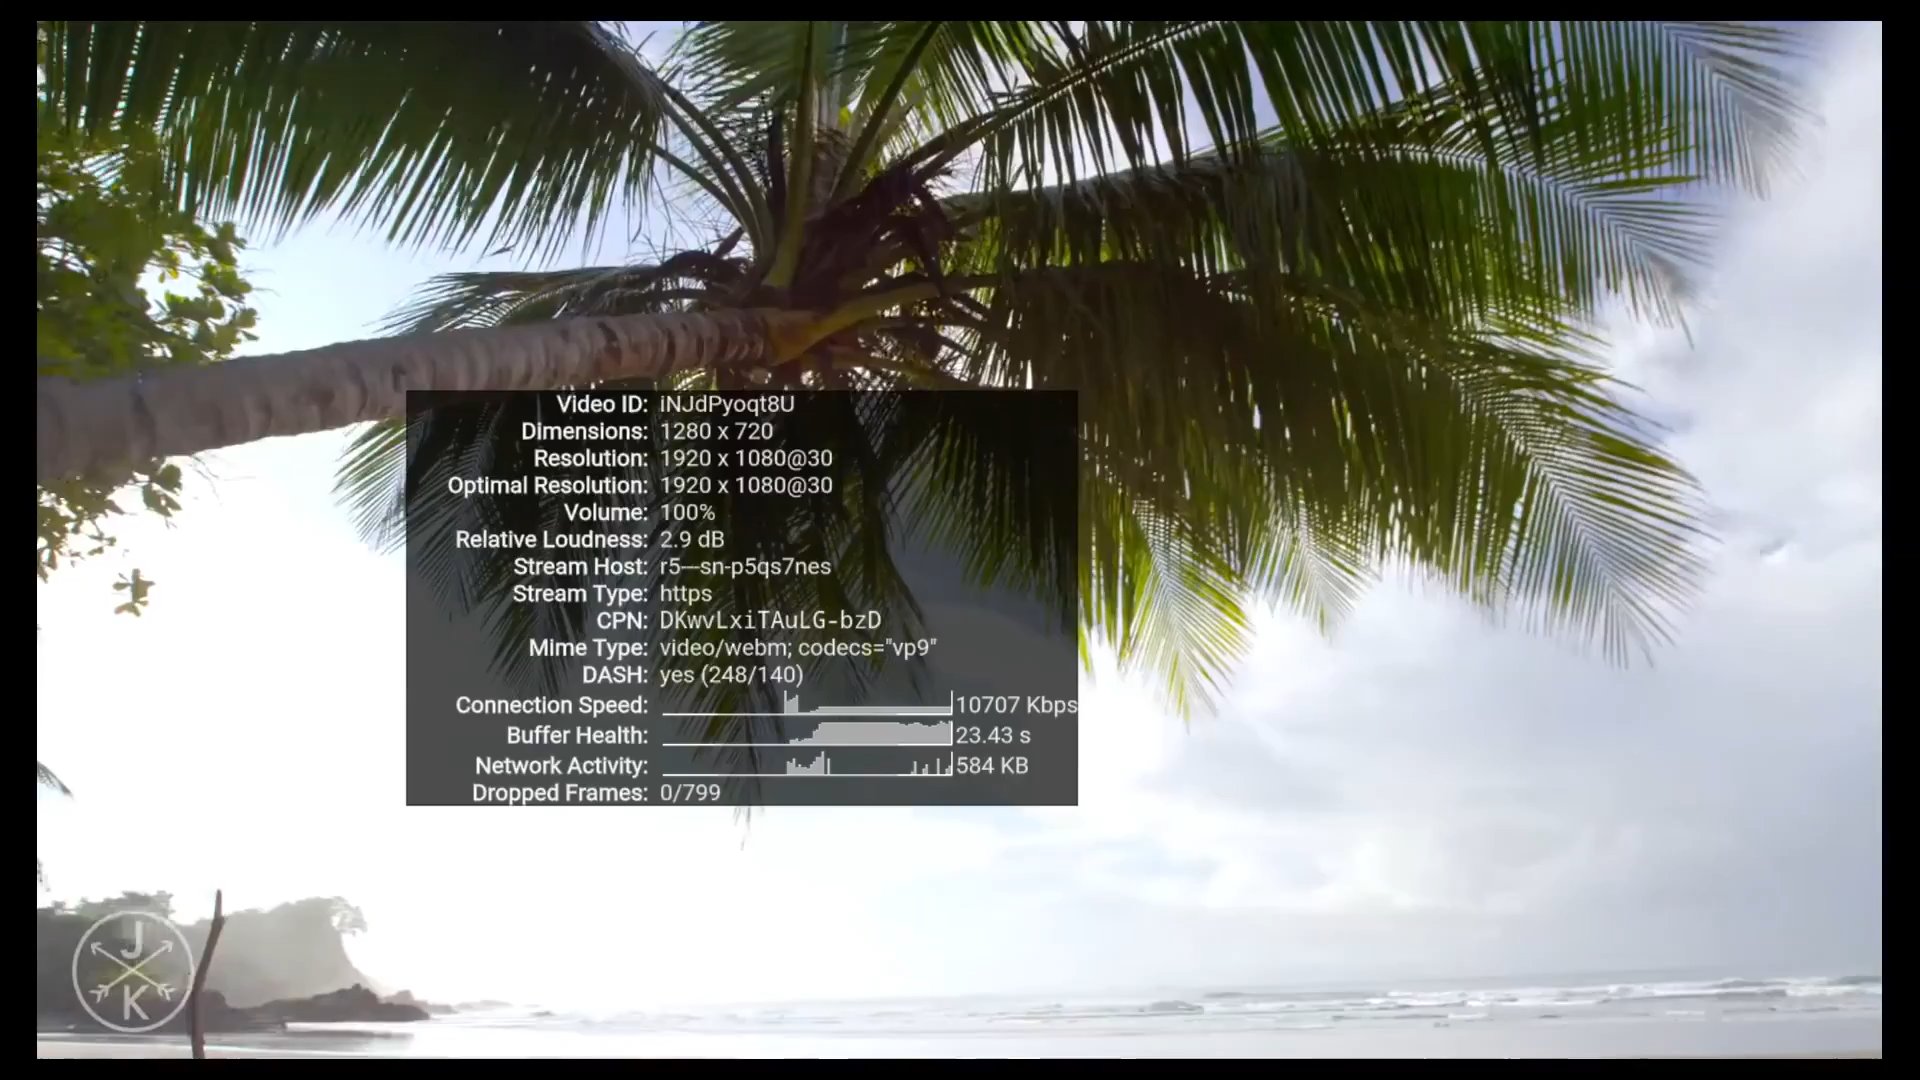 Video ID: iNJdPyoqt8U
Dimensions: 1280 x 720
Resolution: 1920 x 1080@30
Optimal Resolution: 1920 x 1080@30
Volume: 100%
Relative Loudness: 2.9 dB
Stream Host: r5---sn-p5qs7nes
Stream Type: https
CPN: DKwvLxiTAuLG-bzD
Mime Type: video/webm; codecs="vp9"
DASH: yes (248/140)
Connection Speed: 10707 Kbps
Buffer Health: 23.43 s
Network Activity: 584 KB
Dropped Frames: 0/799
J
K